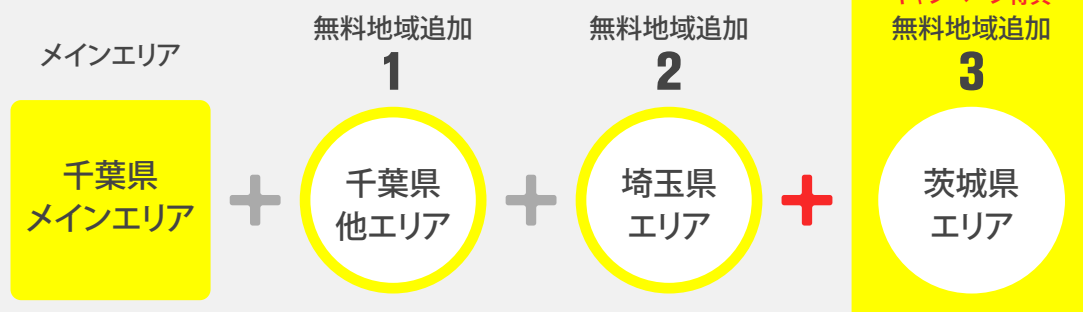 メインエリア
千葉県
メインエリア
無料地域追加
1
千葉県
他エリア
無料地域追加
2
埼玉県
エリア
無料地域追加
3
茨城県
エリア